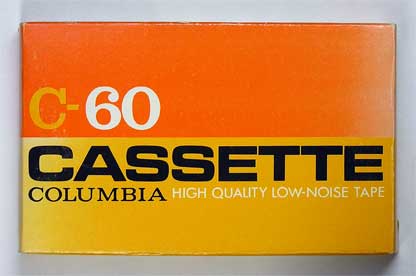 C-60
CASSETTE
COLUMBIA HIGH QUALITY LOW-NOISE TAPE